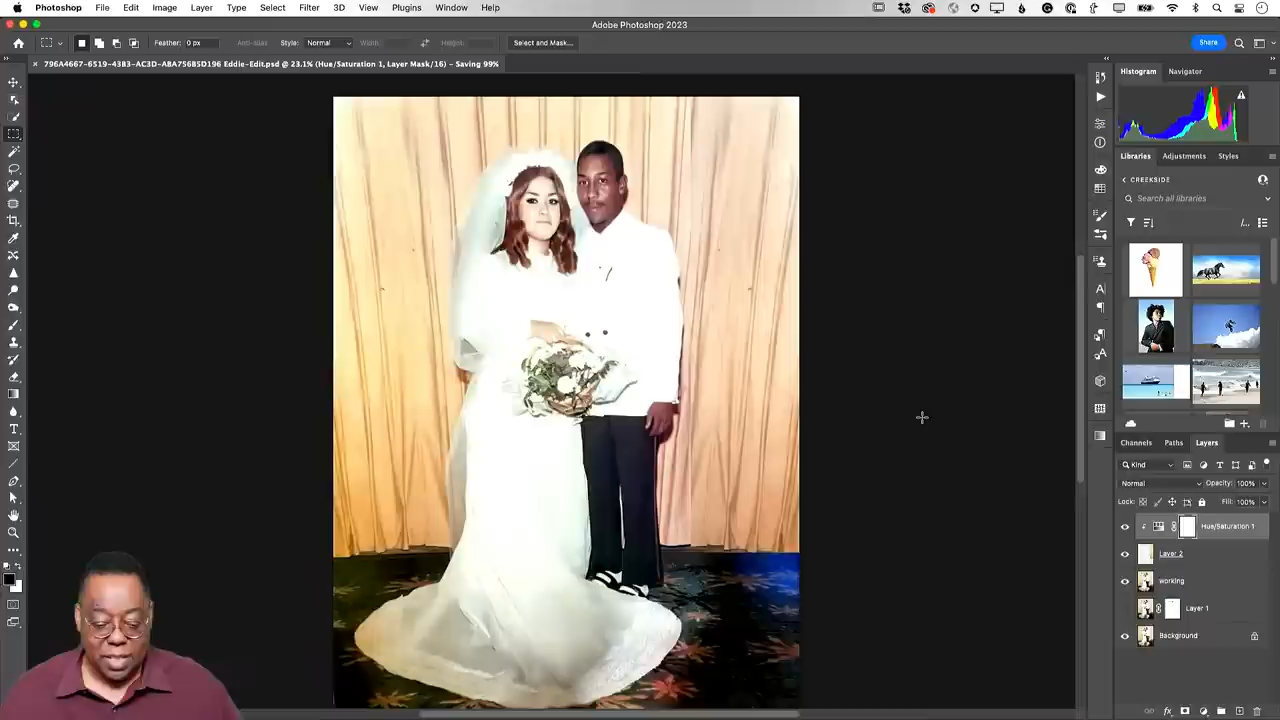 Photoshop File Edit Image Layer Type Select Filter 3D View Plugins Window Help
Adobe Photoshop 2023
Feather: 0 px Anti-alias Style: Normal Width: Height: Select and Mask... Share
× 796A4667-6519-43B3-AC3D-ABA756B5D196 Eddie-Edit.psd @ 23.1% (Hue/Saturation 1, Layer Mask/16) - Saving 99%
Histogram Navigator
Libraries Adjustments Styles
CREEKSIDE
Search all libraries
Channels Paths Layers
Kind
Normal Opacity: 100%
Lock: Fill: 100%
Hue/Saturation 1
Layer 2
working
Layer 1
Background